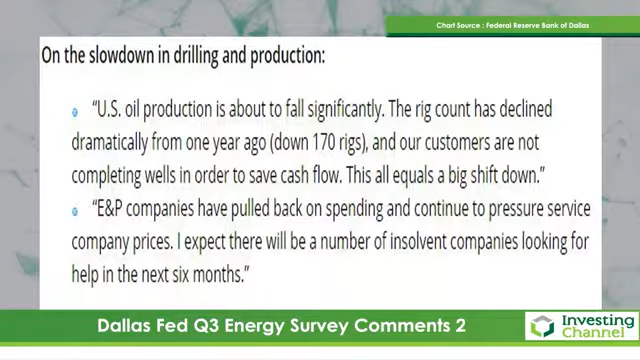 Chart Source : Federal Reserve Bank of Dallas
On the slowdown in drilling and production:
“U.S. oil production is about to fall significantly. The rig count has declined
dramatically from one year ago (down 170 rigs), and our customers are not
completing wells in order to save cash flow. This all equals a big shift down.”
“E&P companies have pulled back on spending and continue to pressure service
company prices. I expect there will be a number of insolvent companies looking for
help in the next six months.”
Dallas Fed Q3 Energy Survey Comments 2
Investing
Channel